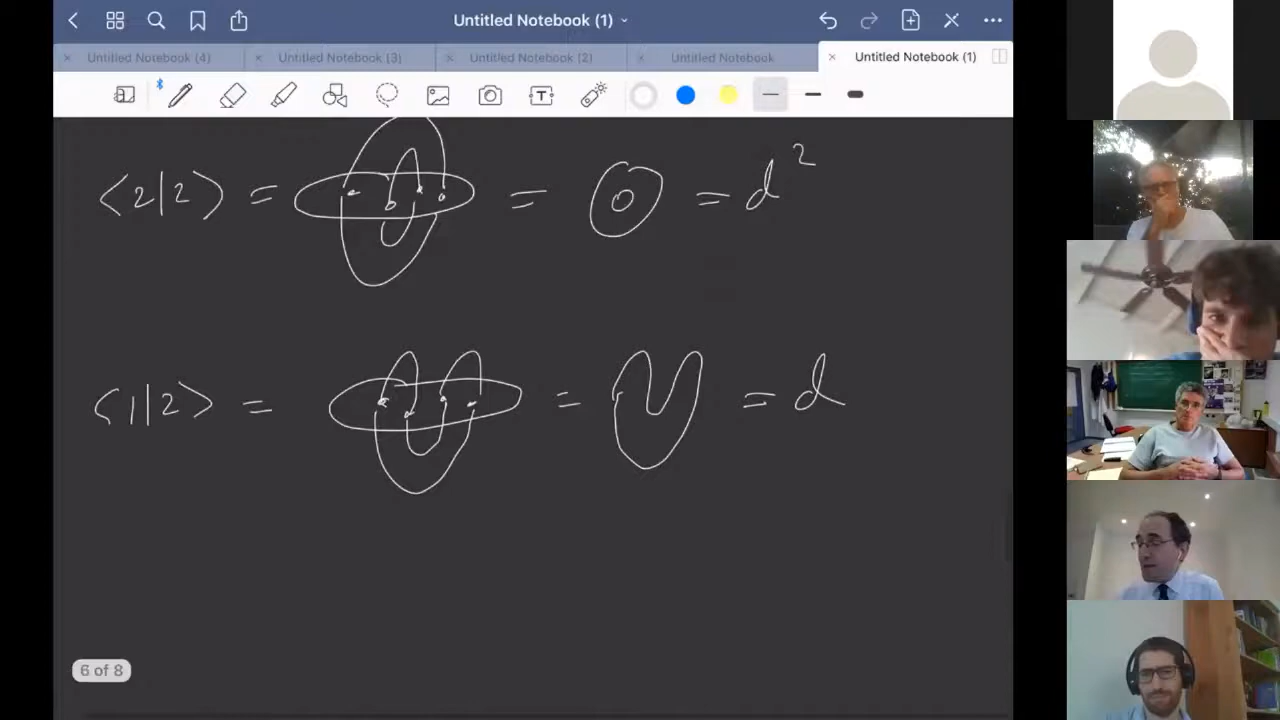 Untitled Notebook (1)
Untitled Notebook (4)
Untitled Notebook (3)
Untitled Notebook (2)
Untitled Notebook
Untitled Notebook (1)
T
<2|2> = = = d²
<1|2> = = = d
6 of 8